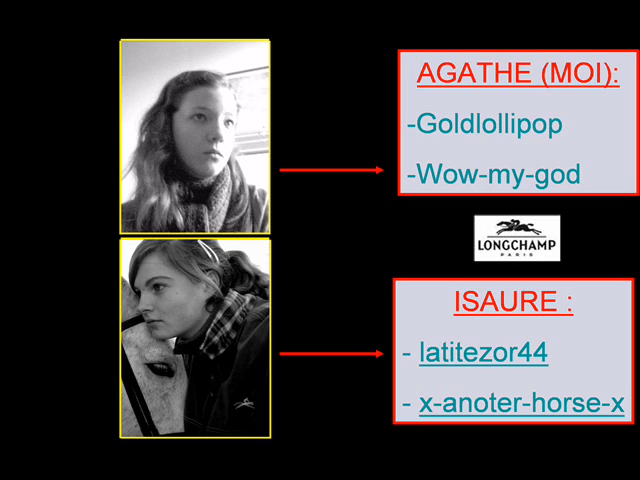 AGATHE (MOI):
-Goldlollipop
-Wow-my-god
LONGCHAMP
PARIS
ISAURE :
- latitezor44
- x-anoter-horse-x